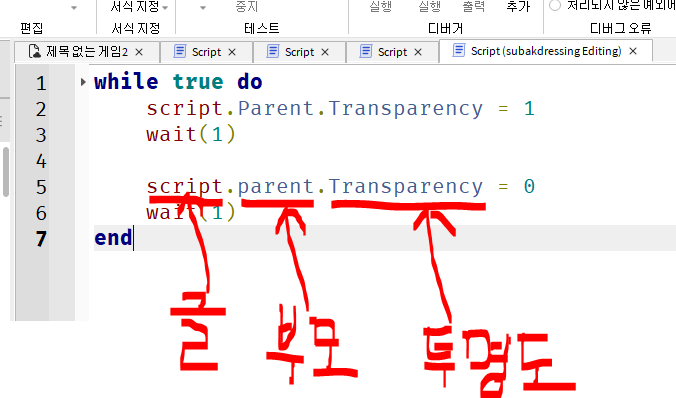 서식 지정 중지 실행 실행 출력 추가 처리되지 않은 예외에
편집 서식 지정 테스트 디버거 디버그 오류
제목 없는 게임2 × Script × Script × Script × Script (subakdressing Editing) ×
1 while true do
2 script.Parent.Transparency = 1
3 wait(1)
4
5 script.parent.Transparency = 0
6 wait(1)
7 end
글 부모 투명도